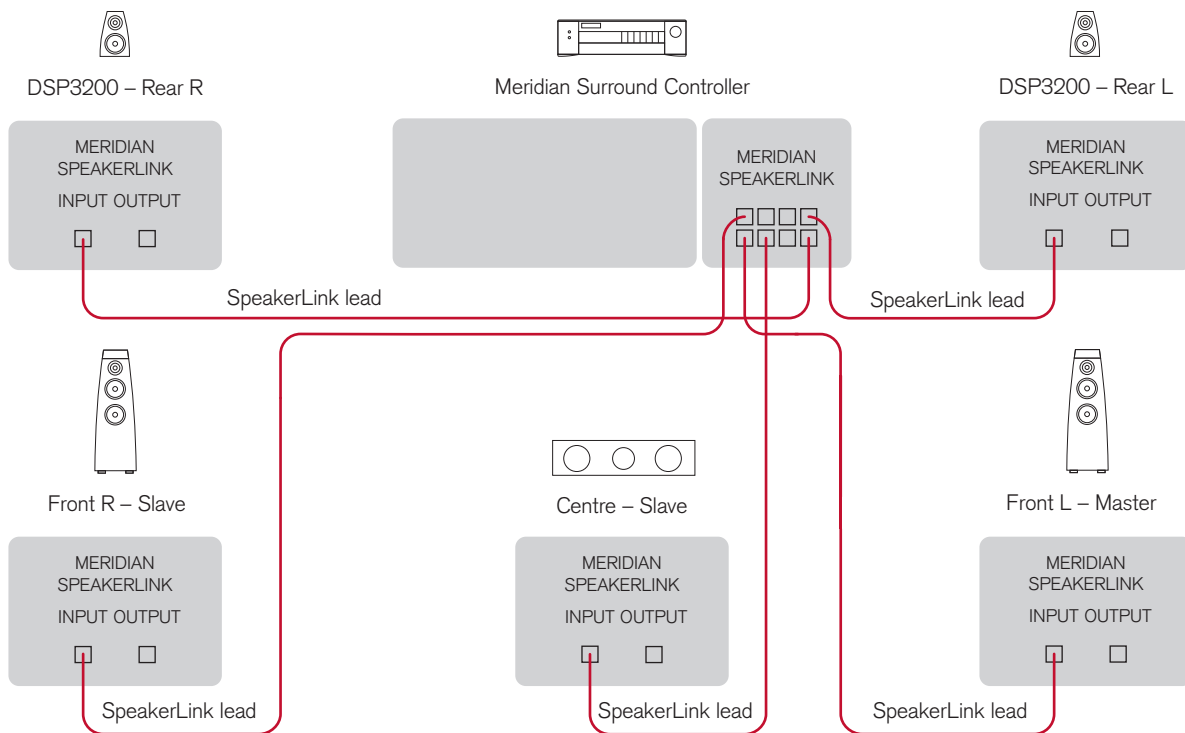 DSP3200 – Rear R
Meridian Surround Controller
DSP3200 – Rear L
MERIDIAN
SPEAKERLINK
INPUT OUTPUT
MERIDIAN
SPEAKERLINK
MERIDIAN
SPEAKERLINK
INPUT OUTPUT
SpeakerLink lead
SpeakerLink lead
Front R – Slave
Centre – Slave
Front L – Master
MERIDIAN
SPEAKERLINK
INPUT OUTPUT
MERIDIAN
SPEAKERLINK
INPUT OUTPUT
MERIDIAN
SPEAKERLINK
INPUT OUTPUT
SpeakerLink lead
SpeakerLink lead
SpeakerLink lead